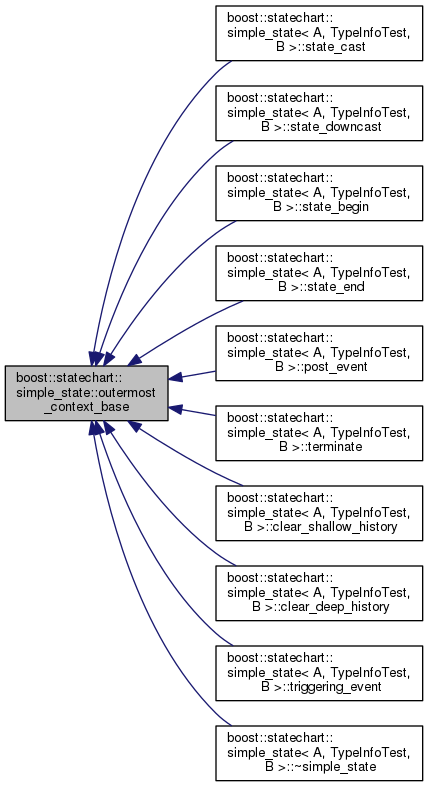 boost::statechart::
simple_state< A, TypeInfoTest,
B >::state_cast
boost::statechart::
simple_state< A, TypeInfoTest,
B >::state_downcast
boost::statechart::
simple_state< A, TypeInfoTest,
B >::state_begin
boost::statechart::
simple_state< A, TypeInfoTest,
B >::state_end
boost::statechart::
simple_state< A, TypeInfoTest,
B >::post_event
boost::statechart::
simple_state::outermost
_context_base
boost::statechart::
simple_state< A, TypeInfoTest,
B >::terminate
boost::statechart::
simple_state< A, TypeInfoTest,
B >::clear_shallow_history
boost::statechart::
simple_state< A, TypeInfoTest,
B >::clear_deep_history
boost::statechart::
simple_state< A, TypeInfoTest,
B >::triggering_event
boost::statechart::
simple_state< A, TypeInfoTest,
B >::~simple_state